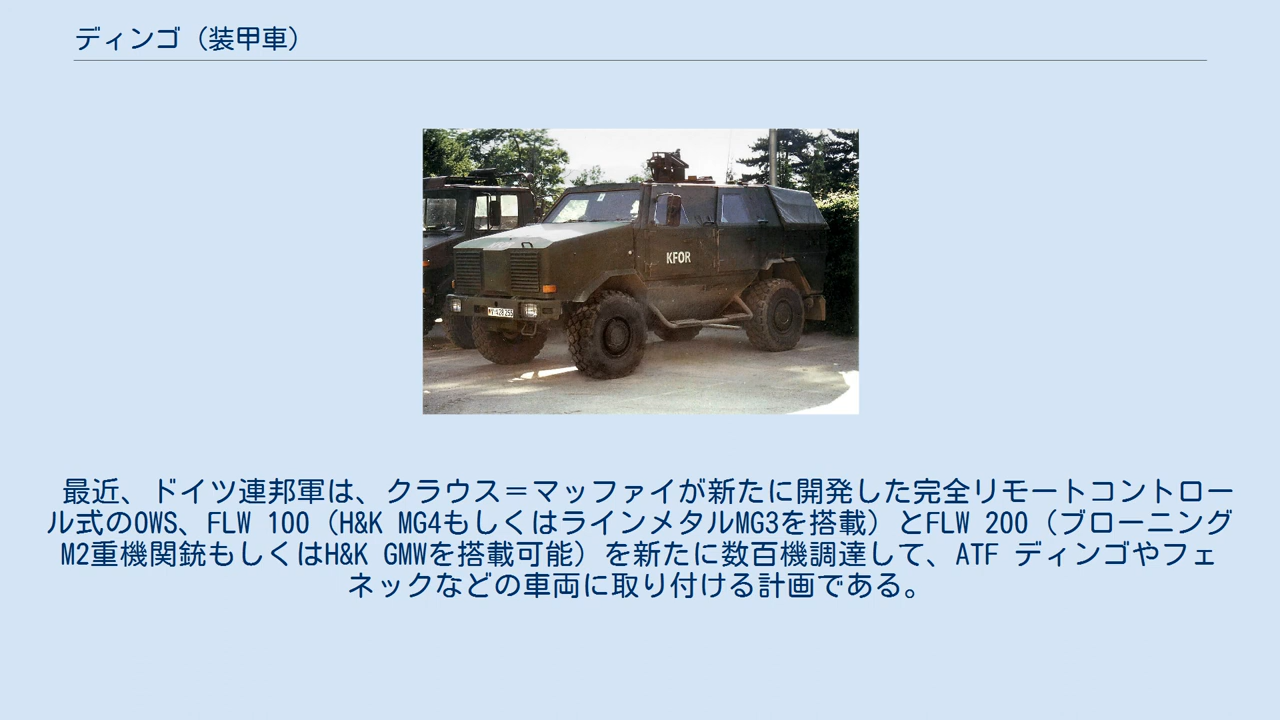 ディンゴ（装甲車）
KFOR
最近、ドイツ連邦軍は、クラウス＝マッファイが新たに開発した完全リモートコントロー
ル式のOWS、FLW 100（H&K MG4もしくはラインメタルMG3を搭載）とFLW 200（ブローニング
M2重機関銃もしくはH&K GMWを搭載可能）を新たに数百機調達して、ATF ディンゴやフェ
ネックなどの車両に取り付ける計画である。